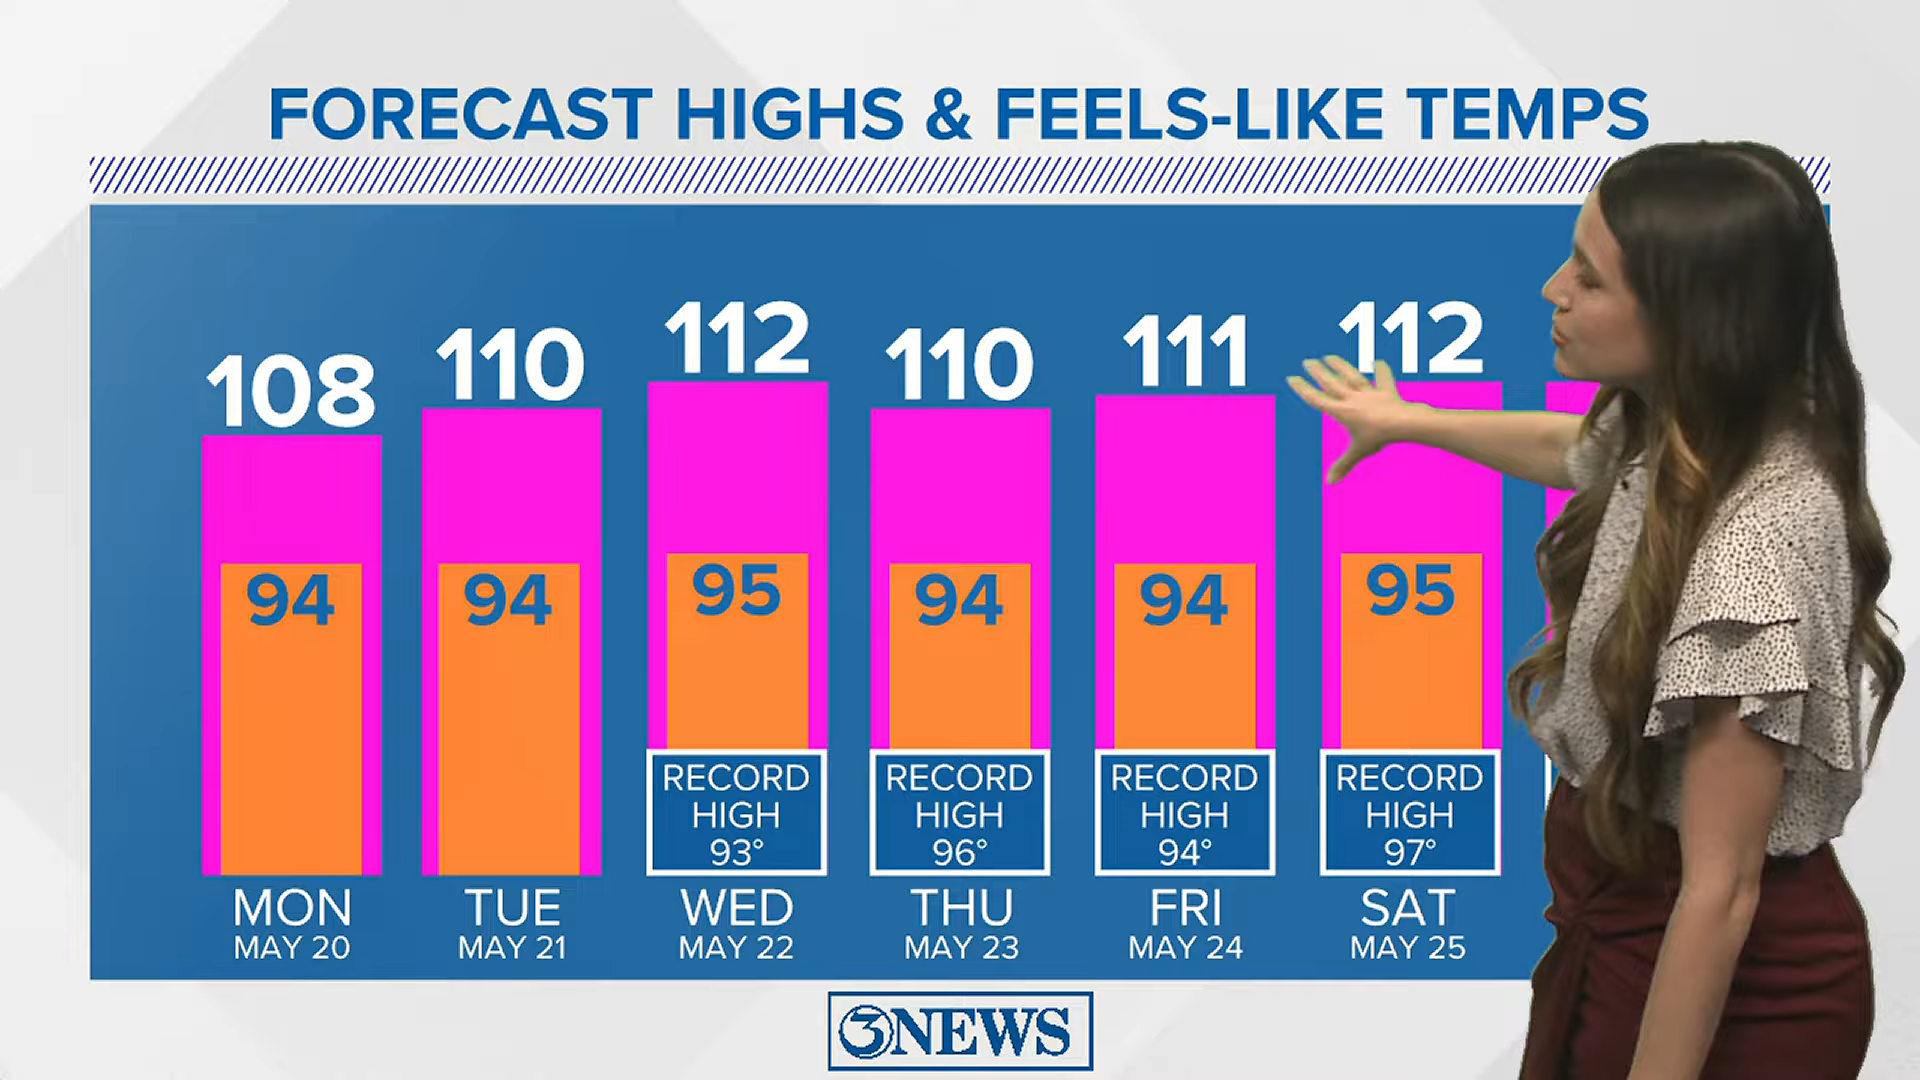 FORECAST HIGHS & FEELS-LIKE TEMPS
108
110
112
110
111
112
94
94
95
94
94
95
RECORD
HIGH
93°
RECORD
HIGH
96°
RECORD
HIGH
94°
RECORD
HIGH
97°
MON
MAY 20
TUE
MAY 21
WED
MAY 22
THU
MAY 23
FRI
MAY 24
SAT
MAY 25
3NEWS